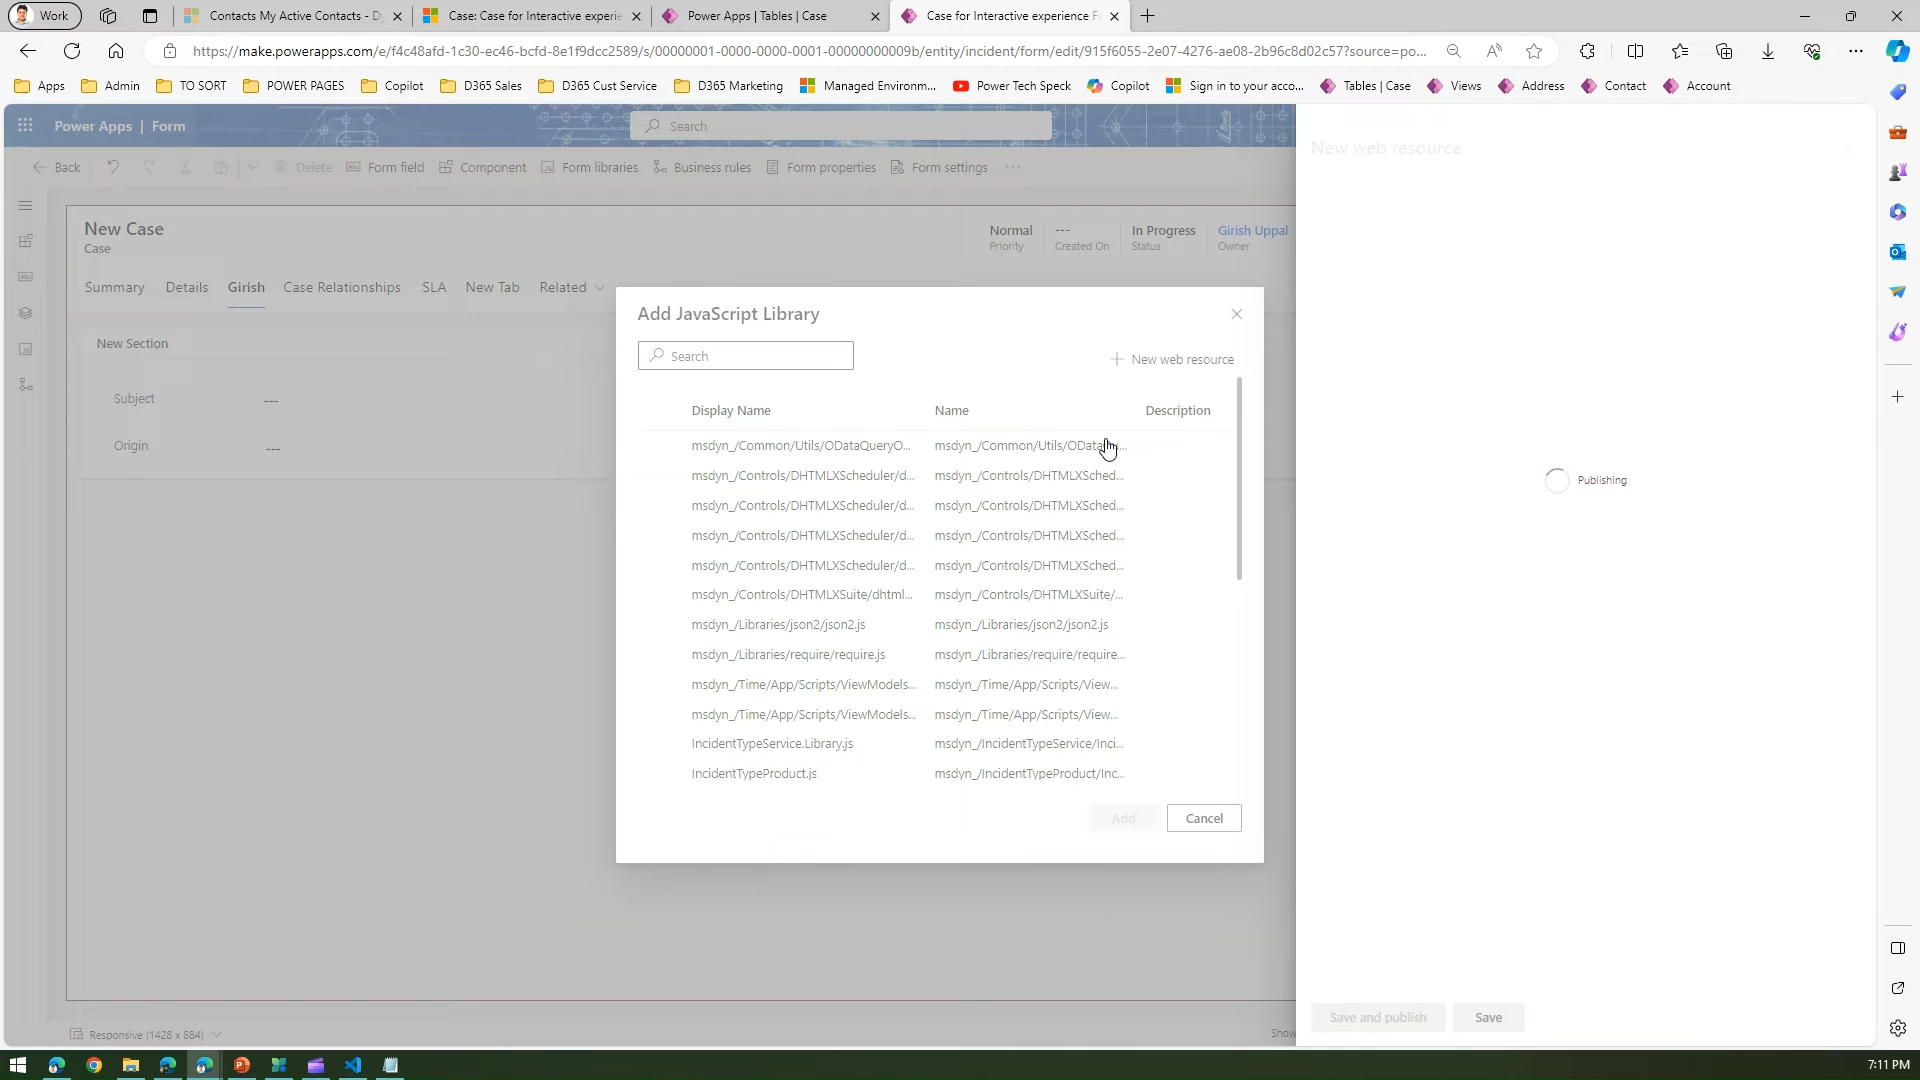 Work
Contacts My Active Contacts - Dy
Case: Case for Interactive experie
Power Apps | Tables | Case
Case for Interactive experience Fo
https://make.powerapps.com/e/f4c48afd-1c30-ec46-bcfd-8e1f9dcc2589/s/00000001-0000-0000-0001-00000000009b/entity/incident/form/edit/915f6055-2e07-4276-ae08-2b96c8d02c57?source=po...
Apps
Admin
TO SORT
POWER PAGES
Copilot
D365 Sales
D365 Cust Service
D365 Marketing
Managed Environm...
Power Tech Speck
Copilot
Sign in to your acco...
Tables | Case
Views
Address
Contact
Account
Power Apps | Form
Search
New web resource
Back
Delete
Form field
Component
Form libraries
Business rules
Form properties
Form settings
New Case
Case
Normal
Priority
---
Created On
In Progress
Status
Girish Uppal
Owner
Summary
Details
Girish
Case Relationships
SLA
New Tab
Related
New Section
Subject
---
Origin
---
Add JavaScript Library
Search
New web resource
Display Name Name Description
msdyn_/Common/Utils/ODataQueryO... msdyn_/Common/Utils/OData
msdyn_/Controls/DHTMLXScheduler/d... msdyn_/Controls/DHTMLXSched...
msdyn_/Controls/DHTMLXScheduler/d... msdyn_/Controls/DHTMLXSched...
msdyn_/Controls/DHTMLXScheduler/d... msdyn_/Controls/DHTMLXSched...
msdyn_/Controls/DHTMLXScheduler/d... msdyn_/Controls/DHTMLXSched...
msdyn_/Controls/DHTMLXSuite/dhtml... msdyn_/Controls/DHTMLXSuite/...
msdyn_/Libraries/json2/json2.js msdyn_/Libraries/json2/json2.js
msdyn_/Libraries/require/require.js msdyn_/Libraries/require/require...
msdyn_/Time/App/Scripts/ViewModels... msdyn_/Time/App/Scripts/View...
msdyn_/Time/App/Scripts/ViewModels... msdyn_/Time/App/Scripts/View...
IncidentTypeService.Library.js msdyn_/IncidentTypeService/Inci...
IncidentTypeProduct.js msdyn_/IncidentTypeProduct/Inc...
Add
Cancel
Publishing
Save and publish
Save
Responsive (1428 x 884)
Show
7:11 PM